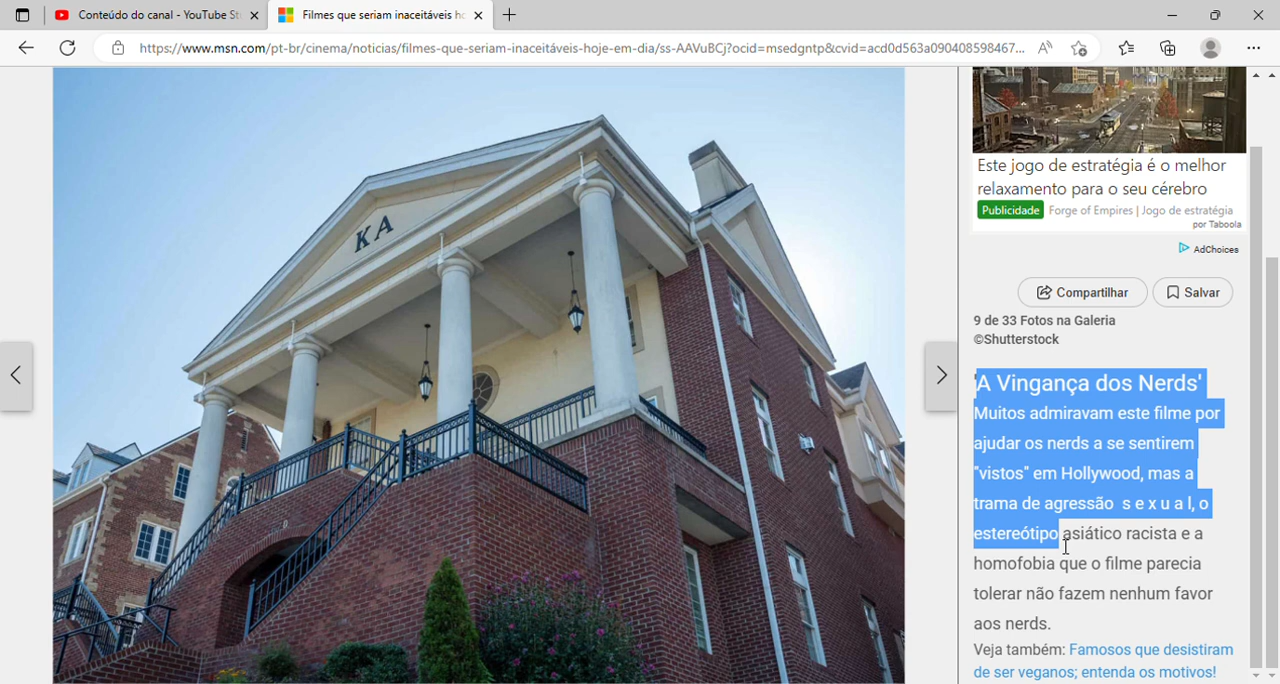 Conteúdo do canal - YouTube St
Filmes que seriam inaceitáveis ho
https://www.msn.com/pt-br/cinema/noticias/filmes-que-seriam-inaceitáveis-hoje-em-dia/ss-AAVuBCj?ocid=msedgntp&cvid=acd0d563a090408598467...
KA
Este jogo de estratégia é o melhor
relaxamento para o seu cérebro
Publicidade Forge of Empires | Jogo de estratégia
por Taboola
AdChoices
Compartilhar Salvar
9 de 33 Fotos na Galeria
©Shutterstock
'A Vingança dos Nerds'
Muitos admiravam este filme por
ajudar os nerds a se sentirem
"vistos" em Hollywood, mas a
trama de agressão s e x u a l, o
estereótipo asiático racista e a
homofobia que o filme parecia
tolerar não fazem nenhum favor
aos nerds.
Veja também: Famosos que desistiram
de ser veganos; entenda os motivos!